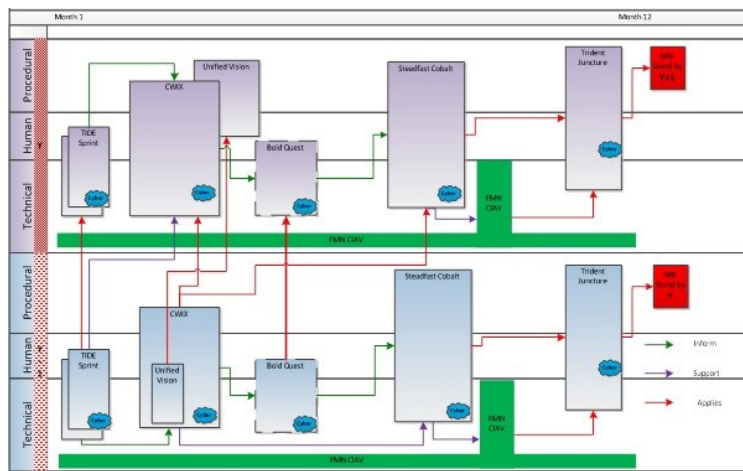 Month 1
Month 12
Procedural
Human
Technical
Unified Vision
CWIX
Steadfast Cobalt
Trident
Juncture
NRF
Stand by
Y+1
TIDE
Sprint
Bold Quest
Cyber
Cyber
Cyber
Cyber
Cyber
Y
FMN
CIAV
FMN CIAV
Procedural
Human
Technical
Steadfast Cobalt
Trident
Juncture
NRF
Stand by
Y
CWIX
TIDE
Sprint
Unified
Vision
Bold Quest
Cyber
Cyber
Cyber
Cyber
Cyber
FMN
CIAV
FMN CIAV
Inform
Support
Applies